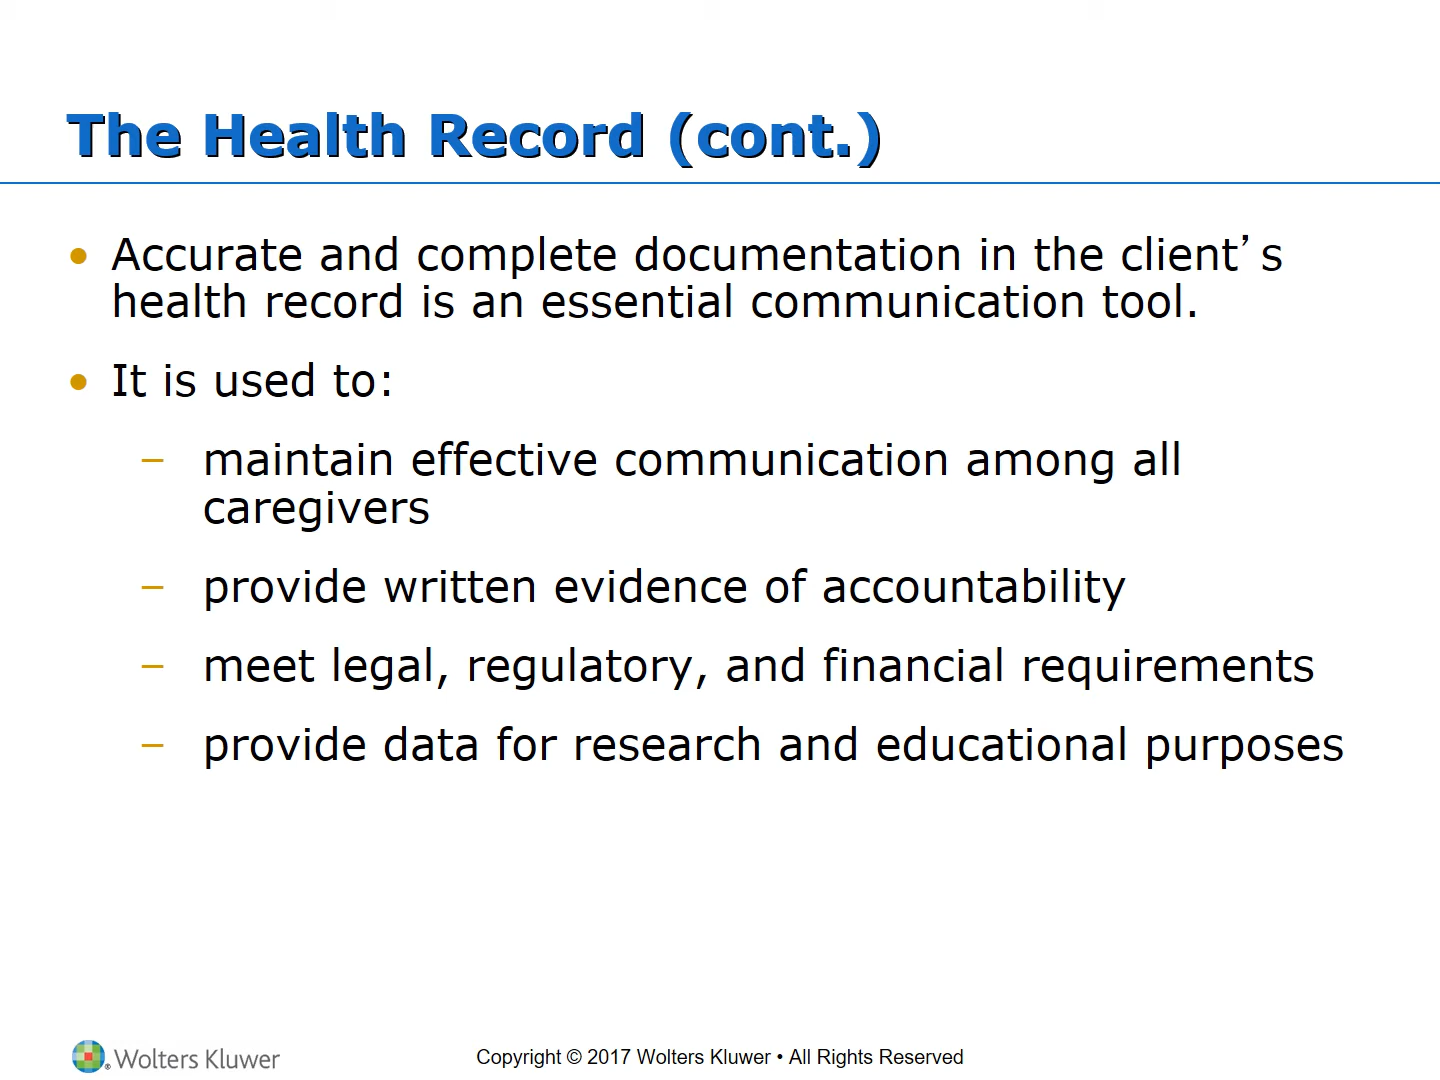 The Health Record (cont.)
• Accurate and complete documentation in the client’s
health record is an essential communication tool.
• It is used to:
– maintain effective communication among all
caregivers
– provide written evidence of accountability
– meet legal, regulatory, and financial requirements
– provide data for research and educational purposes
® Wolters Kluwer
Copyright © 2017 Wolters Kluwer • All Rights Reserved